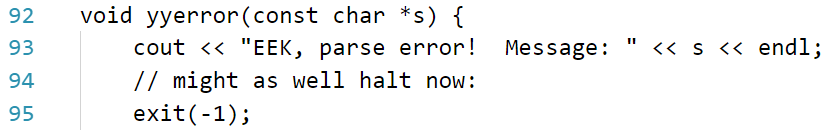 92 void yyerror(const char *s) {
93 cout << "EEK, parse error!  Message: " << s << endl;
94 // might as well halt now:
95 exit(-1);